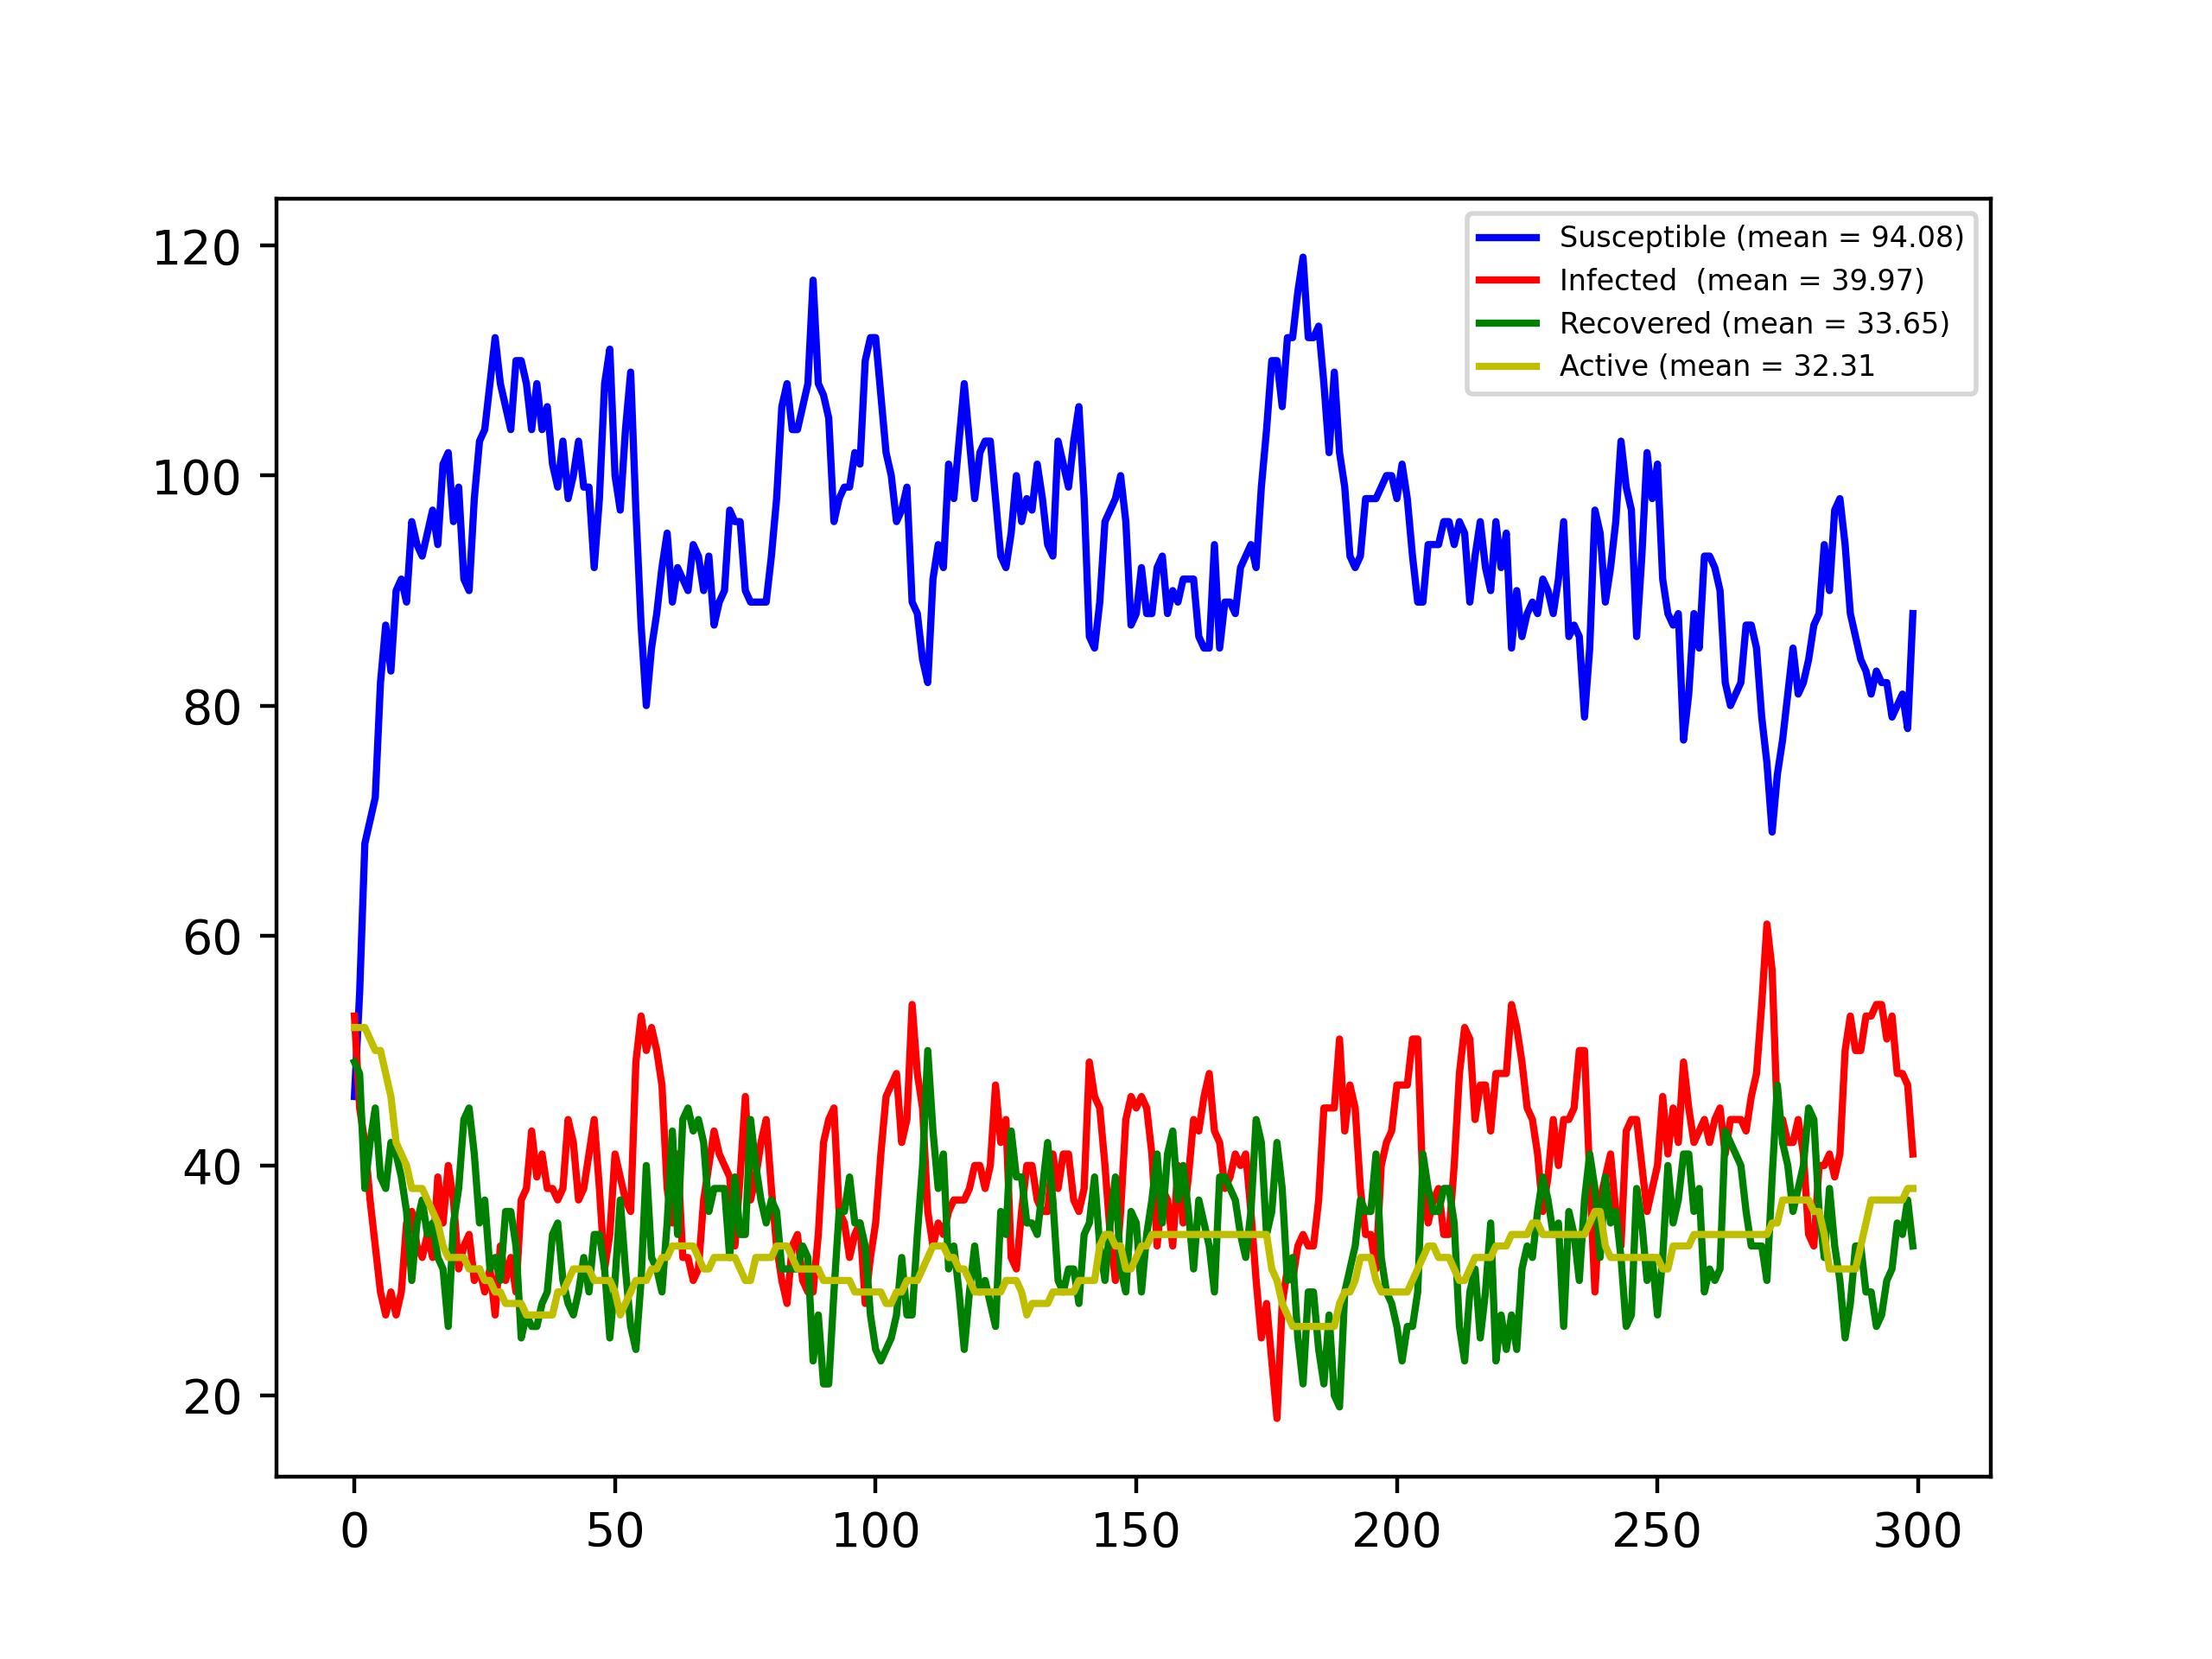 120
100
80
60
40
20
0 50 100 150 200 250 300
Susceptible (mean = 94.08)
Infected  (mean = 39.97)
Recovered (mean = 33.65)
Active (mean = 32.31